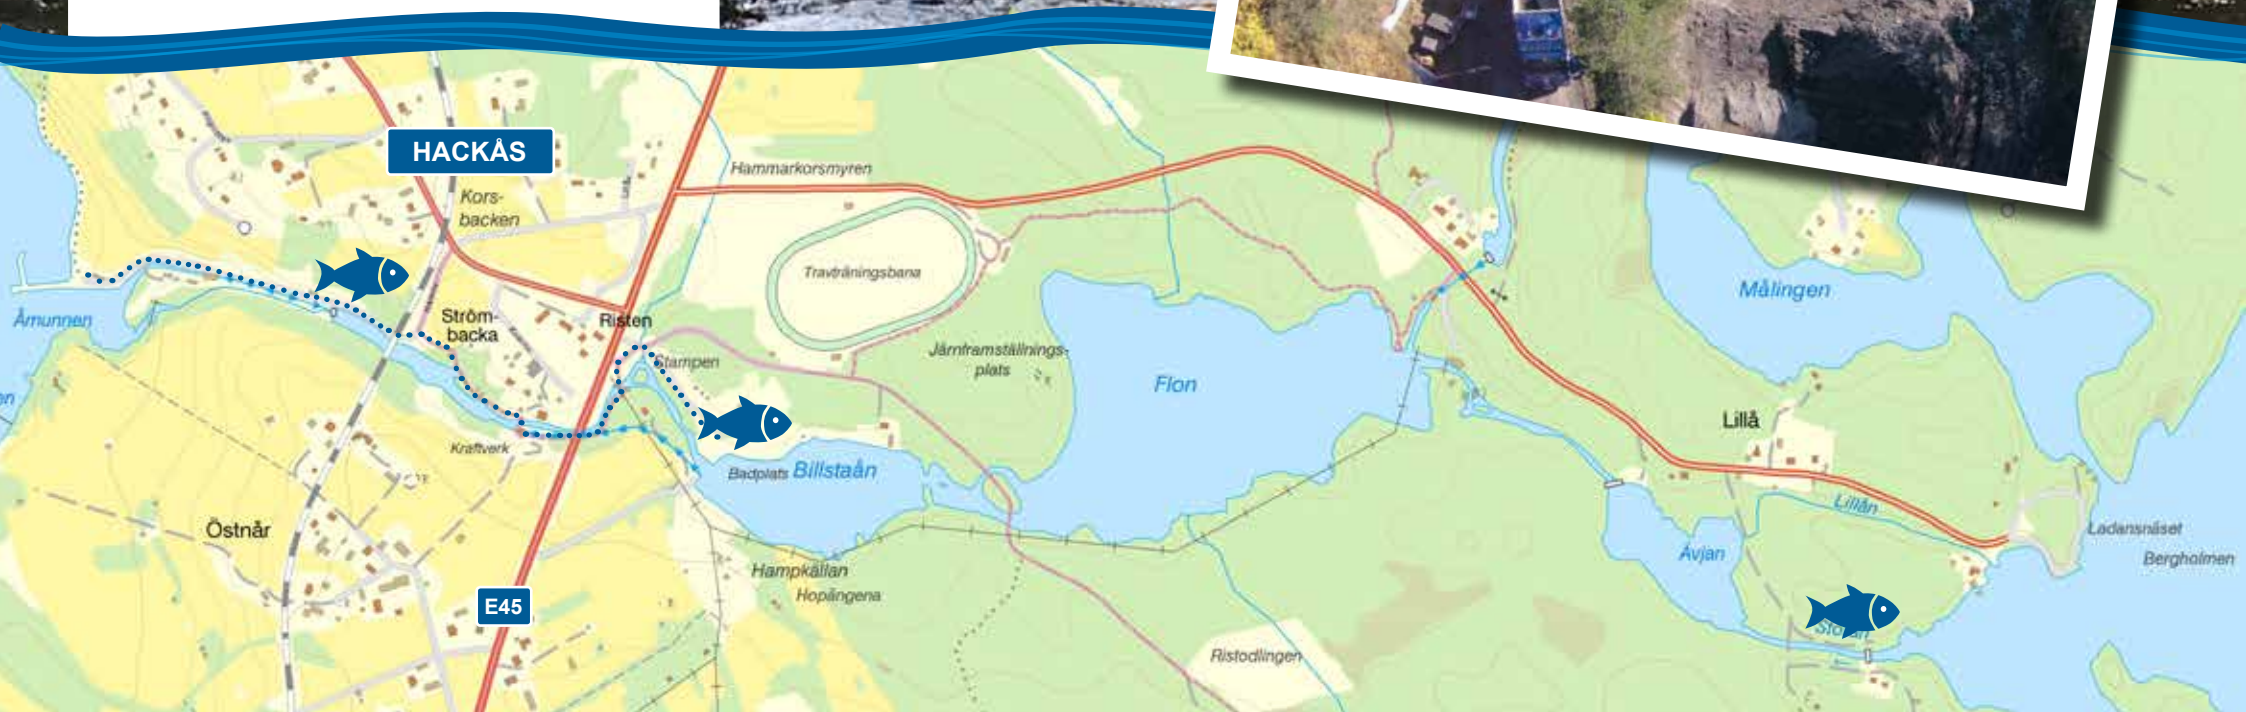 HACKÅS
Hammarkorsmyren
Kors-
backen
Travträningsbana
Målingen
Åmunnen
Ström-
backa
Risten
Stampen
Järnframställnings-
plats
Flon
Lillå
Kraftverk
Badplats
Billstaån
Lillån
Östnår
Avjan
Ladansnäset
Bergholmen
Hampkällan
Hopängena
E45
Ristodlingen